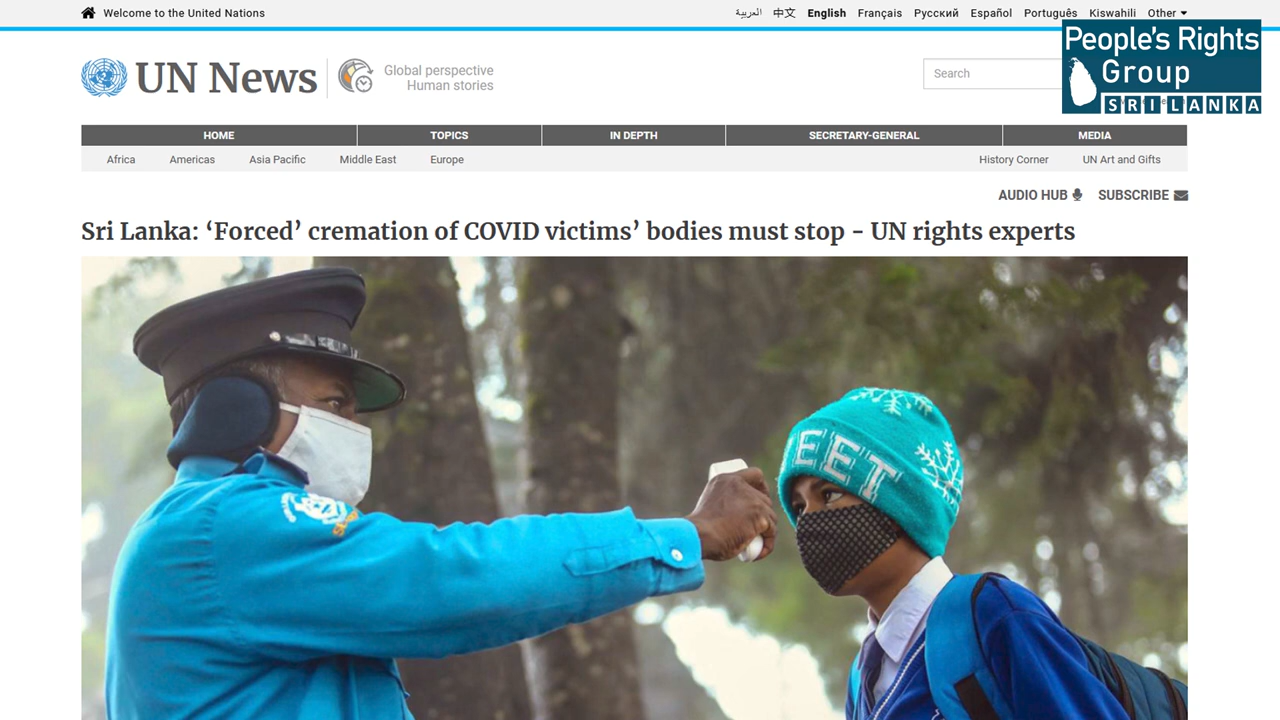 Welcome to the United Nations
العربية 中文 English Français Русский Español Português Kiswahili Other
People's Rights
Group
SRI LANKA
UN News
Global perspective
Human stories
Search
HOME TOPICS IN DEPTH SECRETARY-GENERAL MEDIA
Africa Americas Asia Pacific Middle East Europe History Corner UN Art and Gifts
AUDIO HUB SUBSCRIBE
Sri Lanka: ‘Forced’ cremation of COVID victims’ bodies must stop - UN rights experts
EET